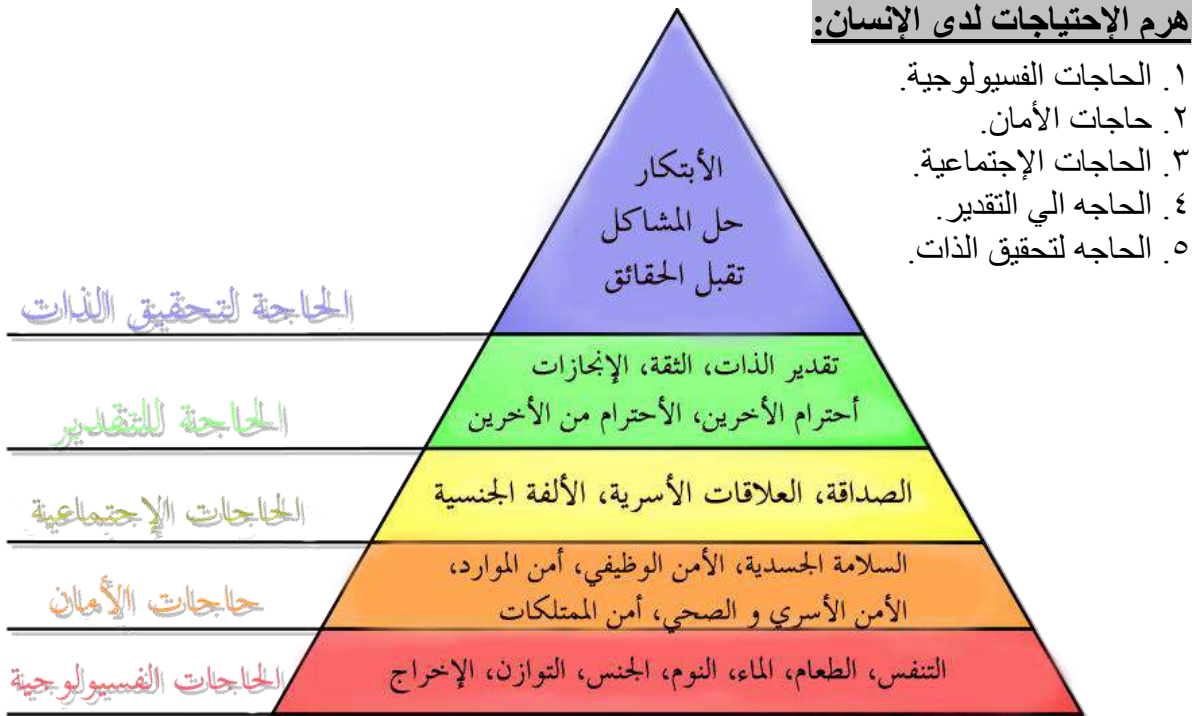 هرم الإحتياجات لدى الإنسان:
١. الحاجات الفسيولوجية.
٢. حاجات الأمان.
٣. الحاجات الإجتماعية.
٤. الحاجه الي التقدير.
٥. الحاجه لتحقيق الذات.
الأبتكار
حل المشاكل
تقبل الحقائق
الحاجة لتحقيق الذات
تقدير الذات، الثقة، الإنجازات
أحترام الأخرين، الأحترام من الأخرين
الحاجة للتقدير
الصداقة، العلاقات الأسرية، الألفة الجنسية
الحاجات الإجتماعية
السلامة الجسدية، الأمن الوظيفي، أمن الموارد،
الأمن الأسري و الصحي، أمن الممتلكات
حاجات الأمان
التنفس، الطعام، الماء، النوم، الجنس، التوازن، الإخراج
الحاجات الفسيولوجية